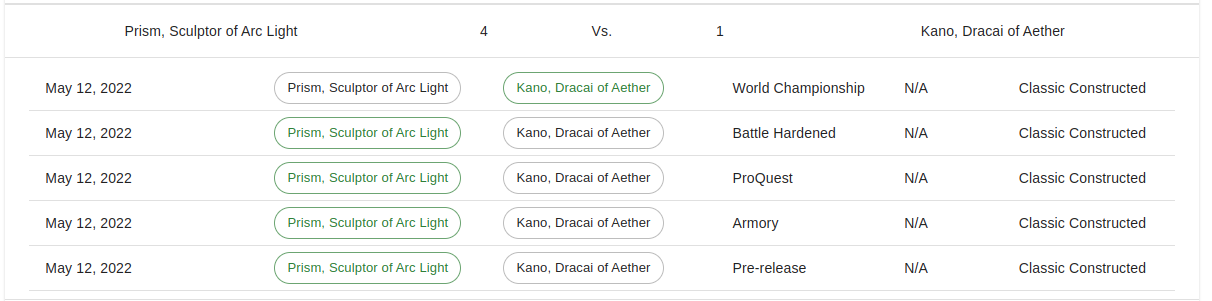 Prism, Sculptor of Arc Light 4 Vs. 1 Kano, Dracai of Aether
May 12, 2022 Prism, Sculptor of Arc Light Kano, Dracai of Aether World Championship N/A Classic Constructed
May 12, 2022 Prism, Sculptor of Arc Light Kano, Dracai of Aether Battle Hardened N/A Classic Constructed
May 12, 2022 Prism, Sculptor of Arc Light Kano, Dracai of Aether ProQuest N/A Classic Constructed
May 12, 2022 Prism, Sculptor of Arc Light Kano, Dracai of Aether Armory N/A Classic Constructed
May 12, 2022 Prism, Sculptor of Arc Light Kano, Dracai of Aether Pre-release N/A Classic Constructed